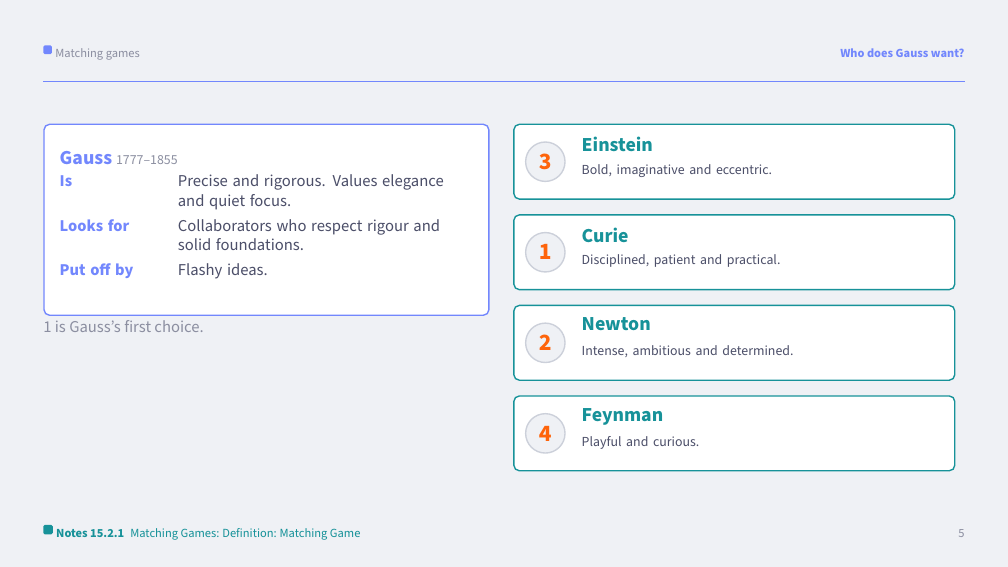 Matching games
Who does Gauss want?
Gauss 1777–1855
Is Precise and rigorous. Values elegance
and quiet focus.
Looks for Collaborators who respect rigour and
solid foundations.
Put off by Flashy ideas.
1 is Gauss’s first choice.
3
Einstein
Bold, imaginative and eccentric.
1
Curie
Disciplined, patient and practical.
2
Newton
Intense, ambitious and determined.
4
Feynman
Playful and curious.
Notes 15.2.1 Matching Games: Definition: Matching Game
5